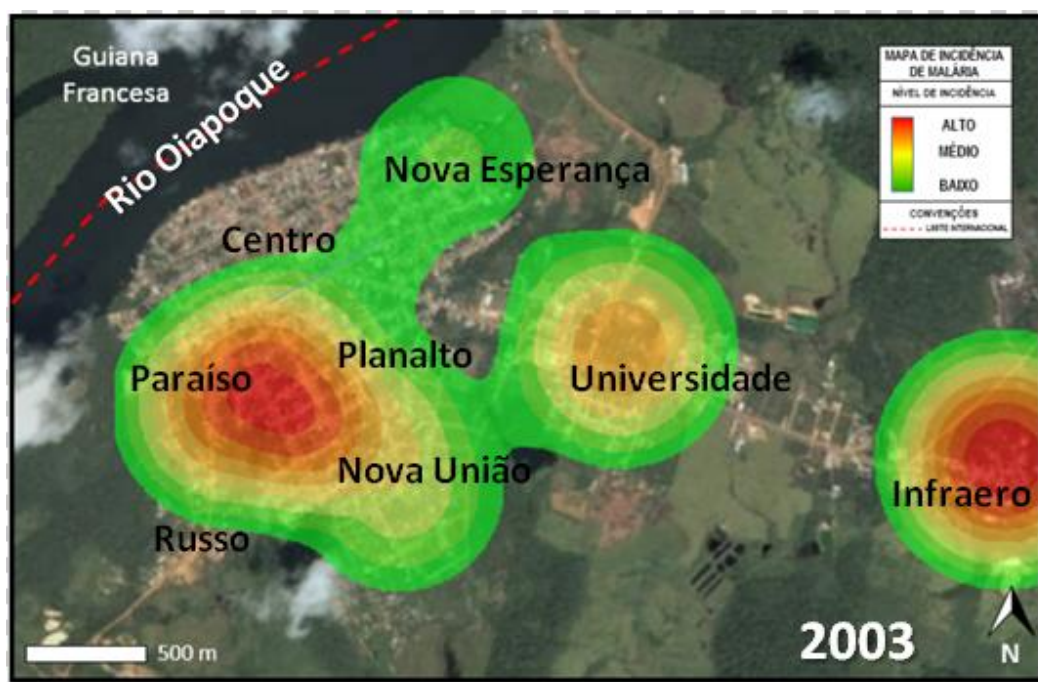 Guiana
Francesa
Rio Oiapoque
MAPA DE INCIDÊNCIA
DE MALÁRIA
NÍVEL DE INCIDÊNCIA
ALTO
MÉDIO
BAIXO
CONVENÇÕES
LIMITE INTERNACIONAL
Nova Esperança
Centro
Planalto
Paraíso
Universidade
Nova União
Infraero
Russo
2003
500 m
N